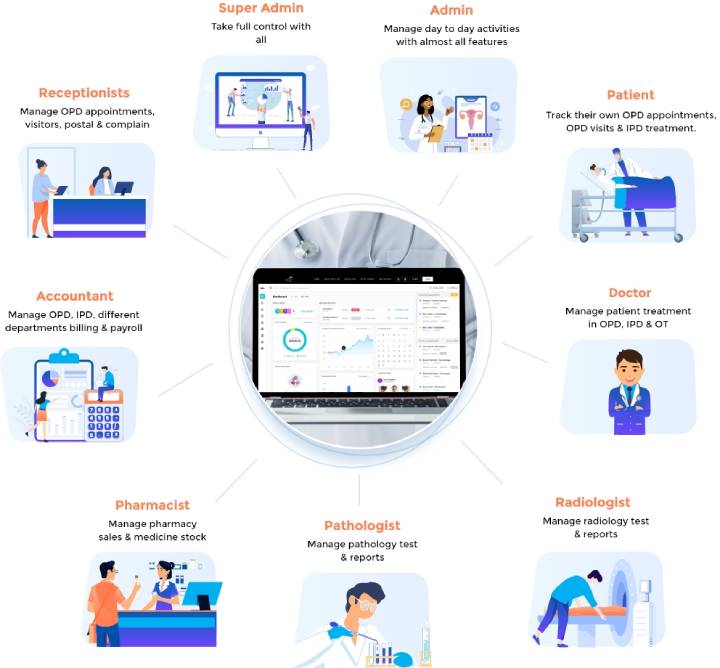 Super Admin
Take full control with
all
Admin
Manage day to day activities
with almost all features
Receptionists
Manage OPD appointments,
visitors, postal & complain
Patient
Track their own OPD appointments,
OPD visits & IPD treatment.
Accountant
Manage OPD, IPD, different
departments billing & payroll
Doctor
Manage patient treatment
in OPD, IPD & OT
Dashboard
Pharmacist
Manage pharmacy
sales & medicine stock
Pathologist
Manage pathology test
& reports
Radiologist
Manage radiology test
& reports